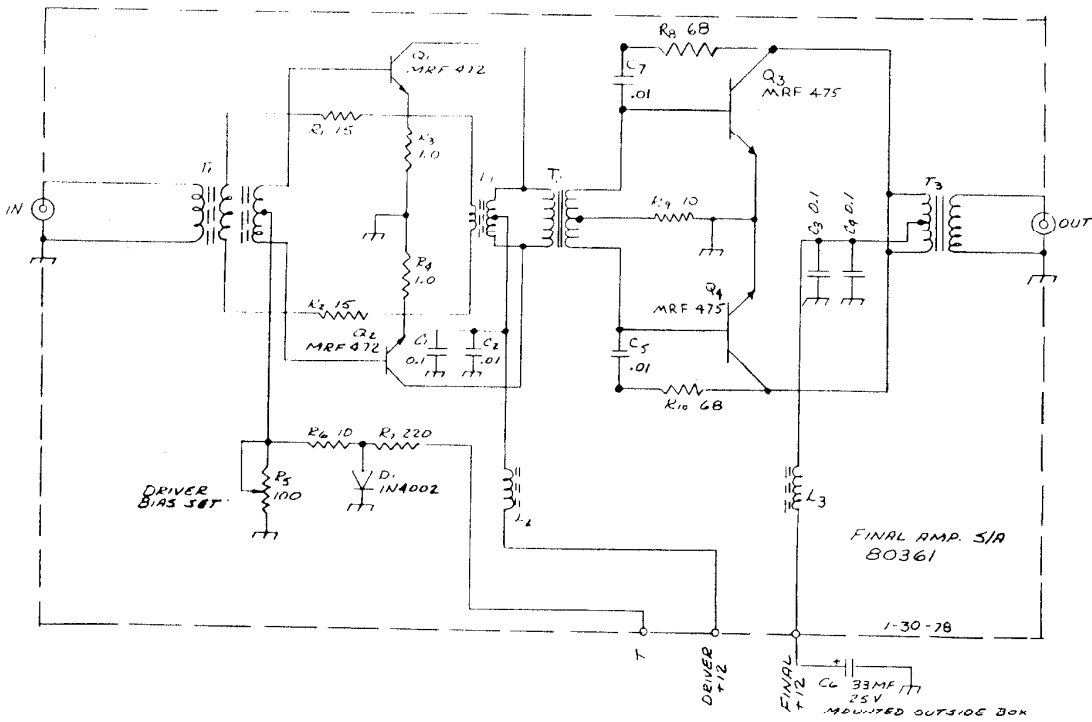 R8 68
Q1
MRF 472
C7
.01
Q3
MRF 475
R1 15
R3
1.0
T1
IN
R9 10
C3 0.1
C4 0.1
T3
OUT
R4
1.0
R2 15
Q2
MRF 472
C1
0.1
C2
.01
Q4
MRF 475
C5
.01
R10 68
R6 10
220
D1
1N4002
DRIVER
BIAS SET
R5
100
L3
FINAL AMP. S/A
80361
1-30-78
T
DRIVER
+12
FINAL
+12
+
C6 33MF
25V
MOUNTED OUTSIDE BOX